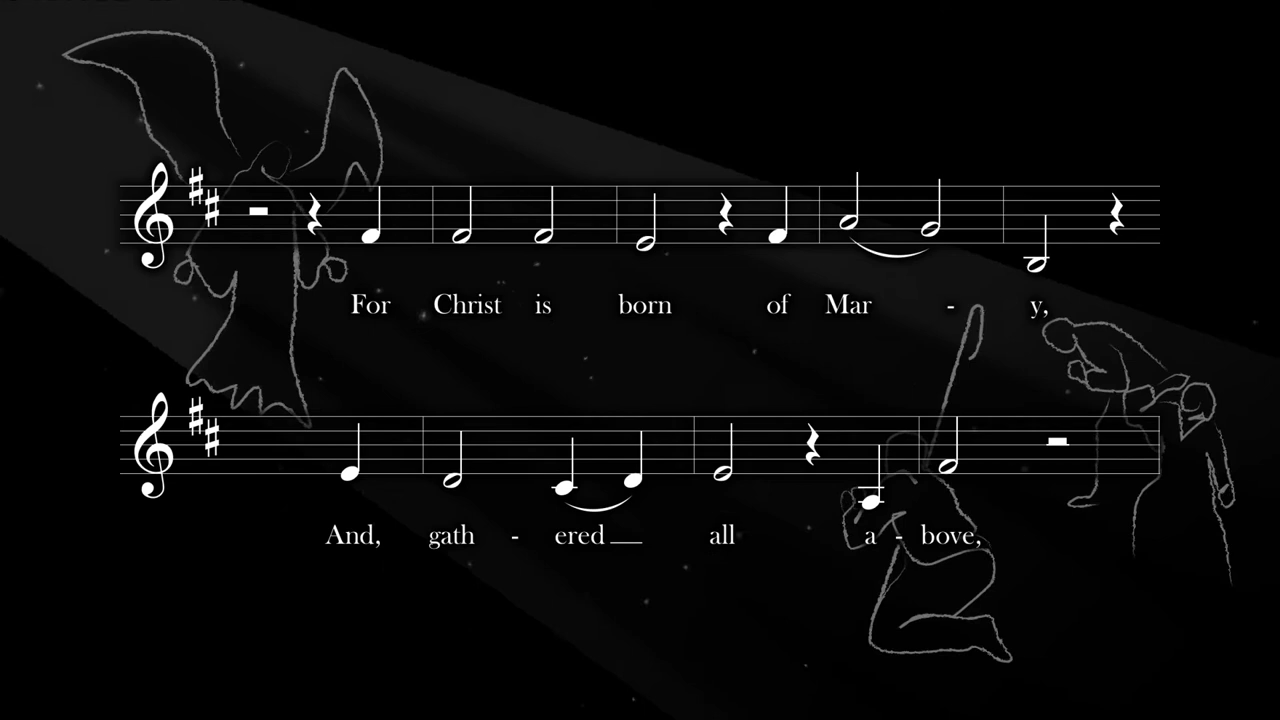 For Christ is born of Mar - y,
And, gath - ered all a - bove,